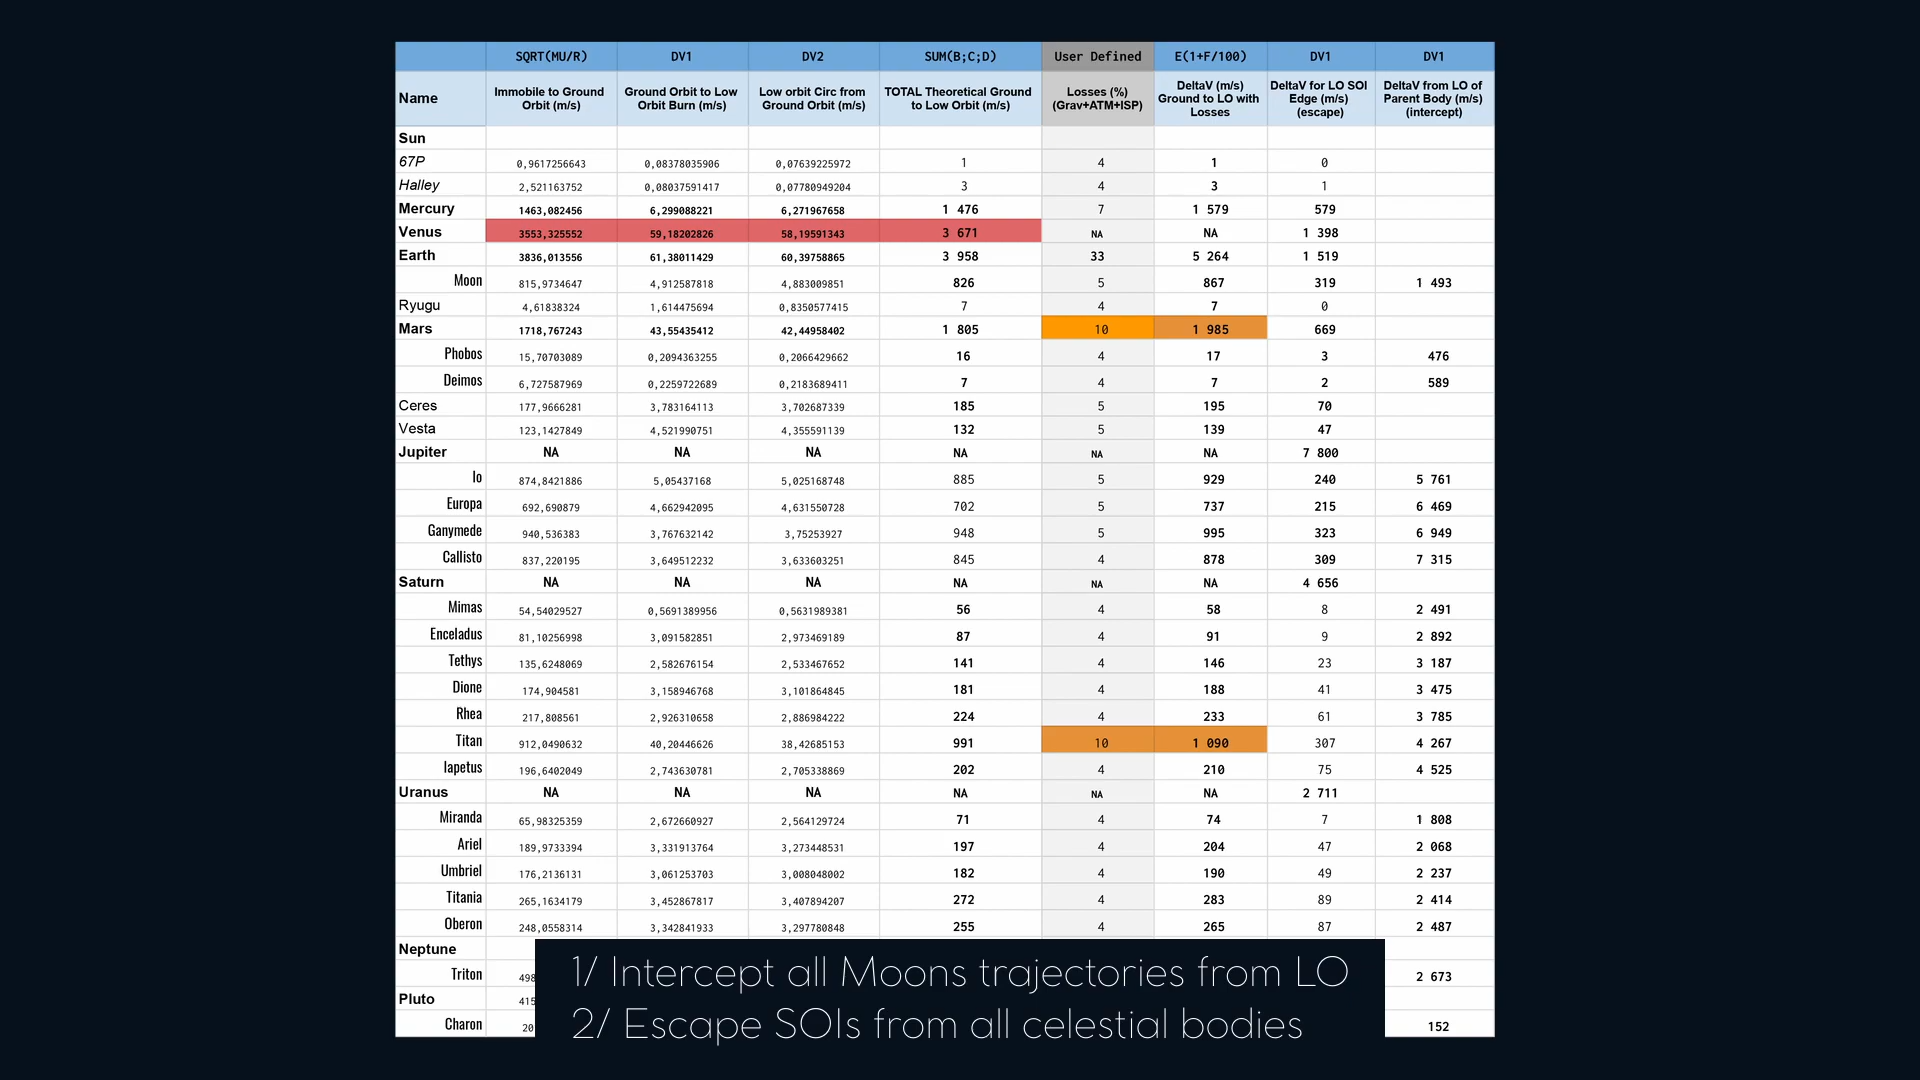 SQRT(MU/R) DV1 DV2 SUM(B;C;D) User Defined E(1+F/100) DV1 DV1
Name Immobile to Ground Orbit (m/s) Ground Orbit to Low Orbit Burn (m/s) Low orbit Circ from Ground Orbit (m/s) TOTAL Theoretical Ground to Low Orbit (m/s) Losses (%) (Grav+ATM+ISP) DeltaV (m/s) Ground to LO with Losses DeltaV for LO SOI Edge (m/s) (escape) DeltaV from LO of Parent Body (m/s) (intercept)
Sun
67P 0,9617256643 0,08378035906 0,07639225972 1 4 1 0
Halley 2,521163752 0,08037591417 0,07780949204 3 4 3 1
Mercury 1463,082456 6,299088221 6,271967658 1 476 7 1 579 579
Venus 3553,325552 59,18202826 58,19591343 3 671 NA NA 1 398
Earth 3836,013556 61,38011429 60,39758865 3 958 33 5 264 1 519
Moon 815,9734647 4,912587818 4,883009851 826 5 867 319 1 493
Ryugu 4,61838324 1,614475694 0,8350577415 7 4 7 0
Mars 1718,767243 43,55435412 42,44958402 1 805 10 1 985 669
Phobos 15,70703089 0,2094363255 0,2066429662 16 4 17 3 476
Deimos 6,727587969 0,2259722689 0,2183689411 7 4 7 2 589
Ceres 177,9666281 3,783164113 3,702687339 185 5 195 70
Vesta 123,1427849 4,521990751 4,355591139 132 5 139 47
Jupiter NA NA NA NA NA NA 7 800
Io 874,8421886 5,05437168 5,025168748 885 5 929 240 5 761
Europa 692,690879 4,662942095 4,631550728 702 5 737 215 6 469
Ganymede 940,536383 3,767632142 3,75253927 948 5 995 323 6 949
Callisto 837,220195 3,649512232 3,633603251 845 4 878 309 7 315
Saturn NA NA NA NA NA NA 4 656
Mimas 54,54029527 0,5691389956 0,5631989381 56 4 58 8 2 491
Enceladus 81,10256998 3,091582851 2,973469189 87 4 91 9 2 892
Tethys 135,6248069 2,582676154 2,533467652 141 4 146 23 3 187
Dione 174,904581 3,158946768 3,101864845 181 4 188 41 3 475
Rhea 217,808561 2,926310658 2,886984222 224 4 233 61 3 785
Titan 912,0490632 40,20446626 38,42685153 991 10 1 090 307 4 267
Iapetus 196,6402049 2,743630781 2,705338869 202 4 210 75 4 525
Uranus NA NA NA NA NA NA 2 711
Miranda 65,98325359 2,672660927 2,564129724 71 4 74 7 1 808
Ariel 189,9733394 3,331913764 3,273448531 197 4 204 47 2 068
Umbriel 176,2136131 3,061253703 3,008048002 182 4 190 49 2 237
Titania 265,1634179 3,452867817 3,407894207 272 4 283 89 2 414
Oberon 248,0558314 3,342841933 3,297780848 255 4 265 87 2 487
Neptune
Triton 498 2 673
Pluto 415
Charon 20 152
1/ Intercept all Moons trajectories from LO
2/ Escape SOIs from all celestial bodies